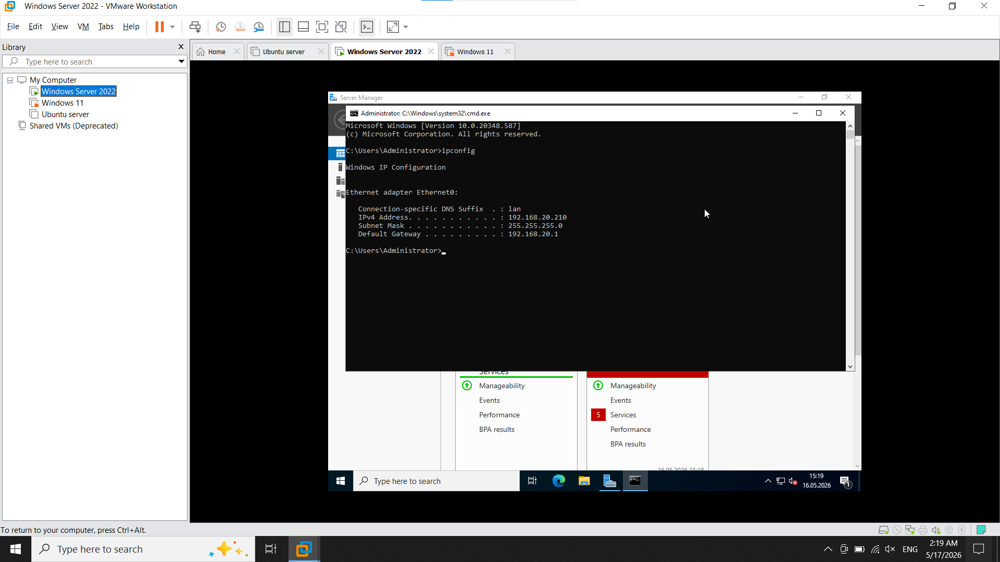 Windows Server 2022 - VMware Workstation
File Edit View VM Tabs Help
Library
Type here to search
My Computer
Windows Server 2022
Windows 11
Ubuntu server
Shared VMs (Deprecated)
Home
Ubuntu server
Windows Server 2022
Windows 11
Server Manager
Administrator: C:\Windows\system32\cmd.exe
Microsoft Windows [Version 10.0.20348.587]
(c) Microsoft Corporation. All rights reserved.
C:\Users\Administrator>ipconfig
Windows IP Configuration
Ethernet adapter Ethernet0:
Connection-specific DNS Suffix  . : lan
IPv4 Address. . . . . . . . . . . : 192.168.20.210
Subnet Mask . . . . . . . . . . . : 255.255.255.0
Default Gateway . . . . . . . . . : 192.168.20.1
C:\Users\Administrator>
Services
Manageability
Events
Performance
BPA results
Manageability
Events
5 Services
Performance
BPA results
16.05.2026 15:18
Type here to search
15:19
16.05.2026
1
To return to your computer, press Ctrl+Alt.
Type here to search
ENG
2:19 AM
5/17/2026